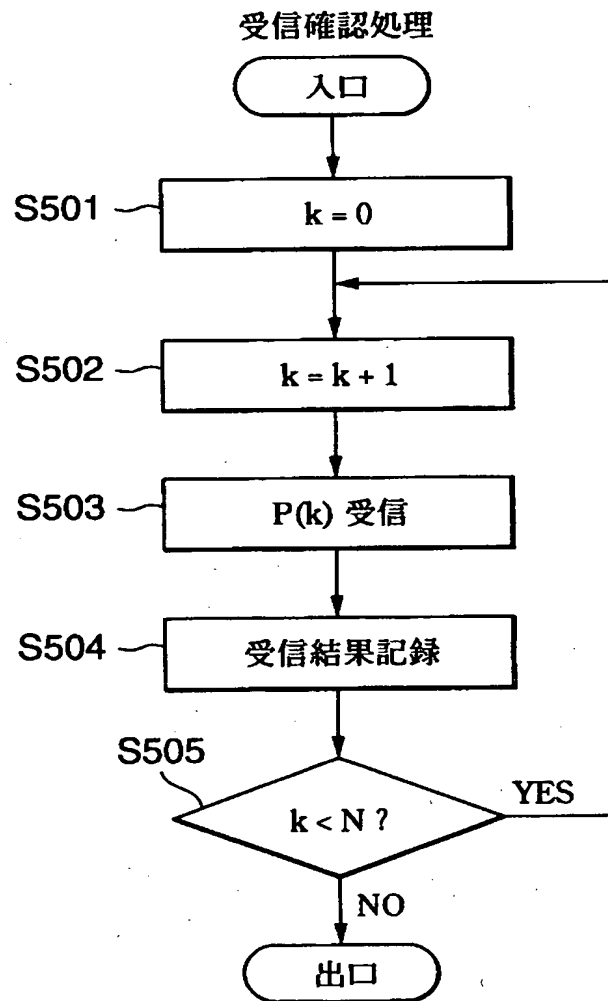 受信確認処理
入口
S501
k = 0
S502
k = k + 1
S503
P(k) 受信
S504
受信結果記録
S505
k < N ?
YES
NO
出口